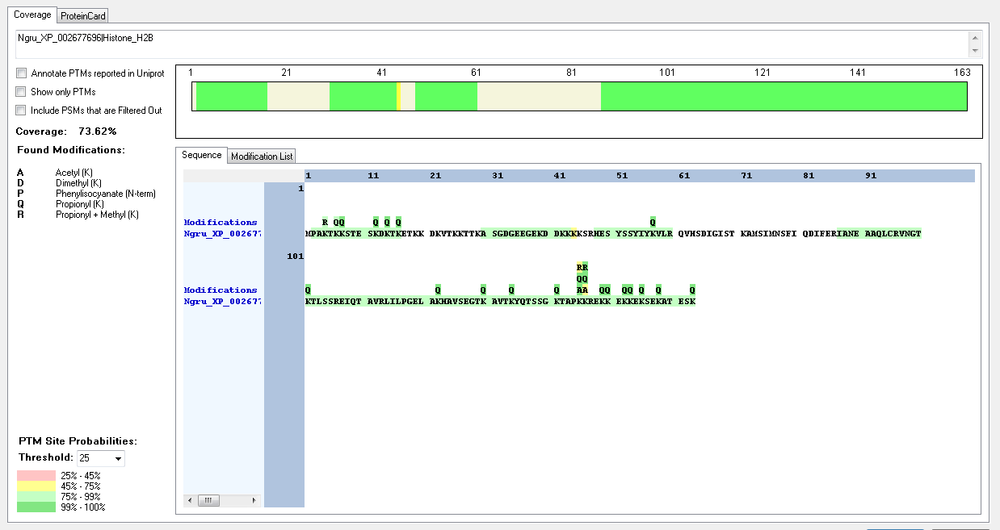 Coverage ProteinCard
Ngru_XP_002677696|Histone_H2B
Annotate PTMs reported in Uniprot
Show only PTMs
Include PSMs that are Filtered Out
Coverage: 73.62%
Found Modifications:
A Acetyl (K)
D Dimethyl (K)
P Phenylisocyanate (N-term)
Q Propionyl (K)
R Propionyl + Methyl (K)
1 21 41 61 81 101 121 141 163
Sequence Modification List
1 11 21 31 41 51 61 71 81 91
1
Modifications R QQ Q Q Q Q
Ngru_XP_002677 MPAKTKKSTE SKDKTKETKK DKVTKKTTKA SGDGEEGEKD DKKKKKSRHES YSSYIYKVLR QVHSDIGIST KAMSIMNSFI QDIFERIANE AAQLCRVNGT
101
RR
QQ
Modifications Q Q Q Q Q AA QQ QQ Q Q Q
Ngru_XP_002677 KTLSSREIQT AVRLILPGEL AKHAVSEGTK AVTKYQTSSG KTAPKKREKK EKKEKSEKAT ESK
PTM Site Probabilities:
Threshold: 25
25% - 45%
45% - 75%
75% - 99%
99% - 100%